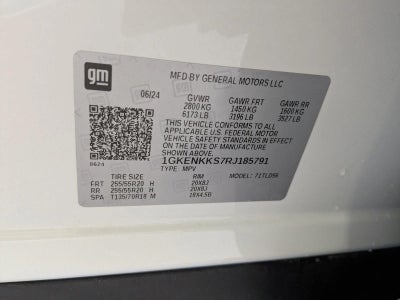 gm
MFD BY GENERAL MOTORS LLC
06/24 GVWR GAWR FRT GAWR RR
2800 KG 1450 KG 1600 KG
6173 LB 3196 LB 3527 LB
THIS VEHICLE CONFORMS TO ALL
APPLICABLE U.S. FEDERAL MOTOR
VEHICLE SAFETY STANDARDS IN EFFECT
ON THE DATE OF MANUFACTURE
SHOWN ABOVE.
1GKENKKS7RJ185791
0624 TYPE: MPV
TIRE SIZE RIM
FRT 255/55R20 H 20X8J
RR 255/55R20 H 20X8J
SPA T135/70R18 M 18X4.5B